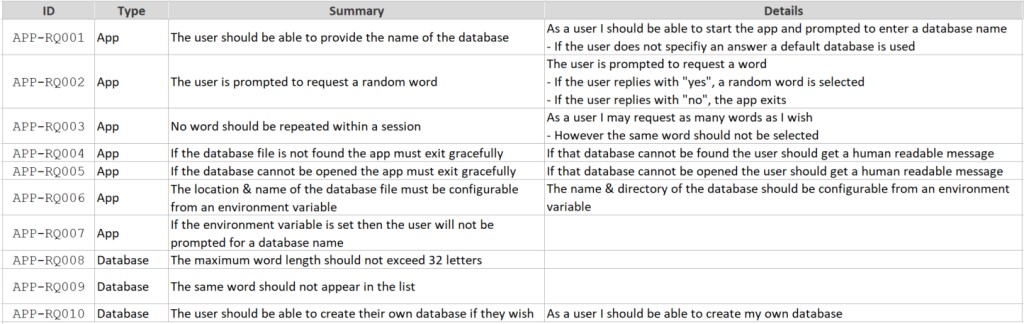 ID Type Summary Details
APP-RQ001 App The user should be able to provide the name of the database As a user I should be able to start the app and prompted to enter a database name
- If the user does not specifiy an answer a default database is used
The user is prompted to request a word
APP-RQ002 App The user is prompted to request a random word - If the user replies with "yes", a random word is selected
- If the user replies with "no", the app exits
APP-RQ003 App No word should be repeated within a session As a user I may request as many words as I wish
- However the same word should not be selected
APP-RQ004 App If the database file is not found the app must exit gracefully If that database cannot be found the user should get a human readable message
APP-RQ005 App If the database cannot be opened the app must exit gracefully If that database cannot be opened the user should get a human readable message
APP-RQ006 App The location & name of the database file must be configurable The name & directory of the database should be configurable from an environment
from an environment variable variable
APP-RQ007 App If the environment variable is set then the user will not be
prompted for a database name
APP-RQ008 Database The maximum word length should not exceed 32 letters
APP-RQ009 Database The same word should not appear in the list
APP-RQ010 Database The user should be able to create their own database if they wish As a user I should be able to create my own database